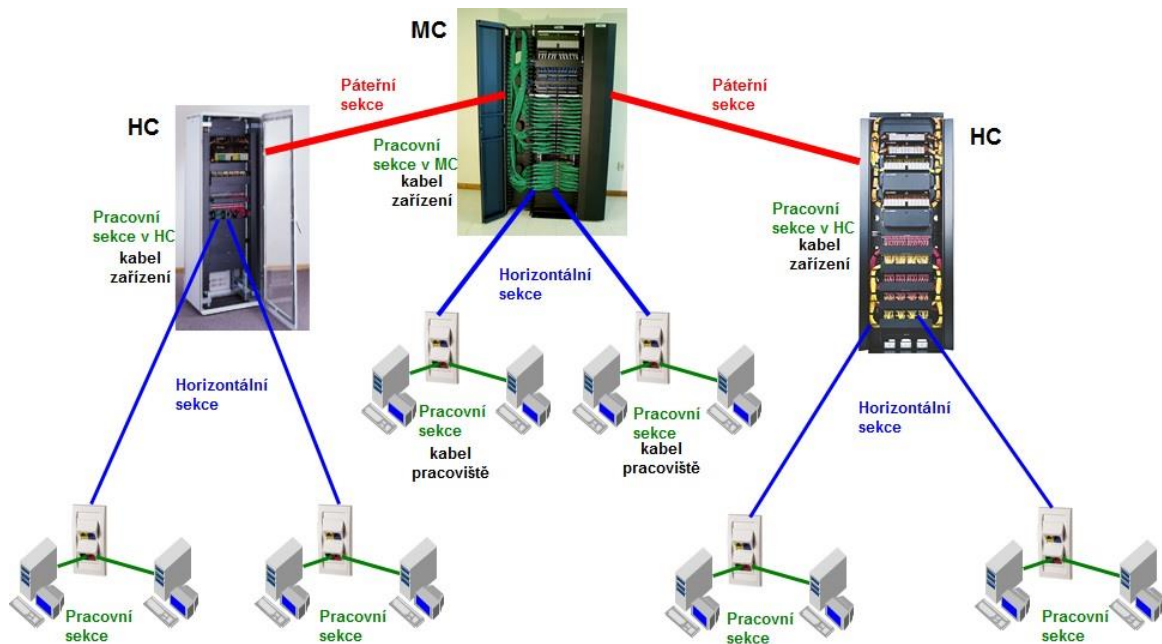 MC
Páteřní
sekce
Páteřní
sekce
HC
HC
Pracovní
sekce v MC
kabel
zařízení
Pracovní
sekce v HC
kabel
zařízení
Pracovní
sekce v HC
kabel
zařízení
Horizontální
sekce
Horizontální
sekce
Horizontální
sekce
Pracovní
sekce
kabel
pracoviště
Pracovní
sekce
kabel
pracoviště
Pracovní
sekce
Pracovní
sekce
Pracovní
sekce
Pracovní
sekce